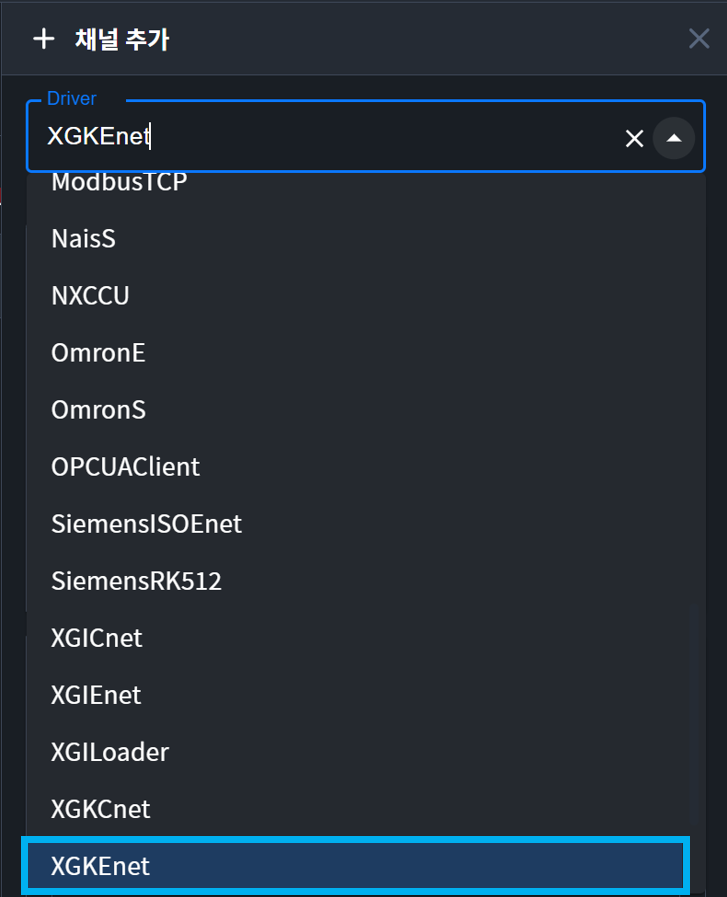 채널 추가
Driver
XGKEnet
ModbusTCP
NaisS
NXCCU
OmronE
OmronS
OPCUAClient
SiemensISOEnet
SiemensRK512
XGICnet
XGIEnet
XGILoader
XGKCnet
XGKEnet